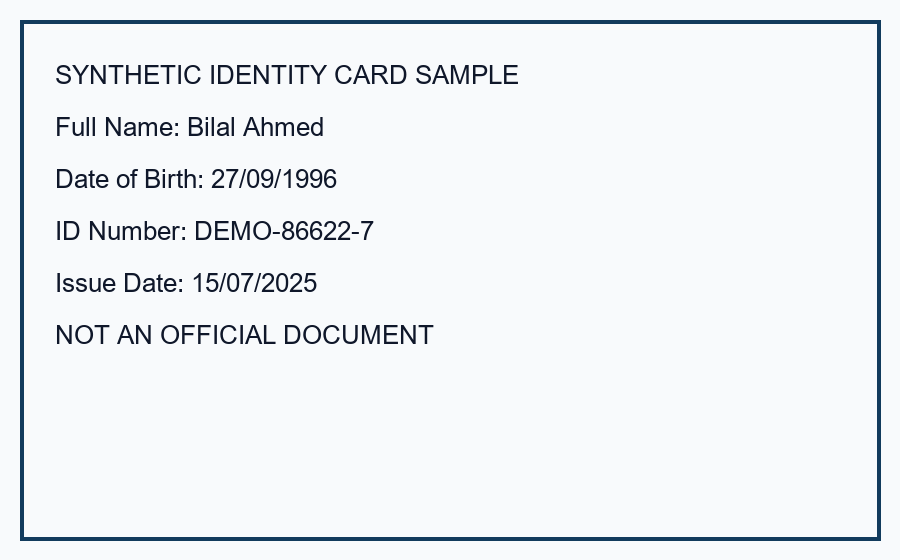 SYNTHETIC IDENTITY CARD SAMPLE
Full Name: Bilal Ahmed
Date of Birth: 27/09/1996
ID Number: DEMO-86622-7
Issue Date: 15/07/2025
NOT AN OFFICIAL DOCUMENT